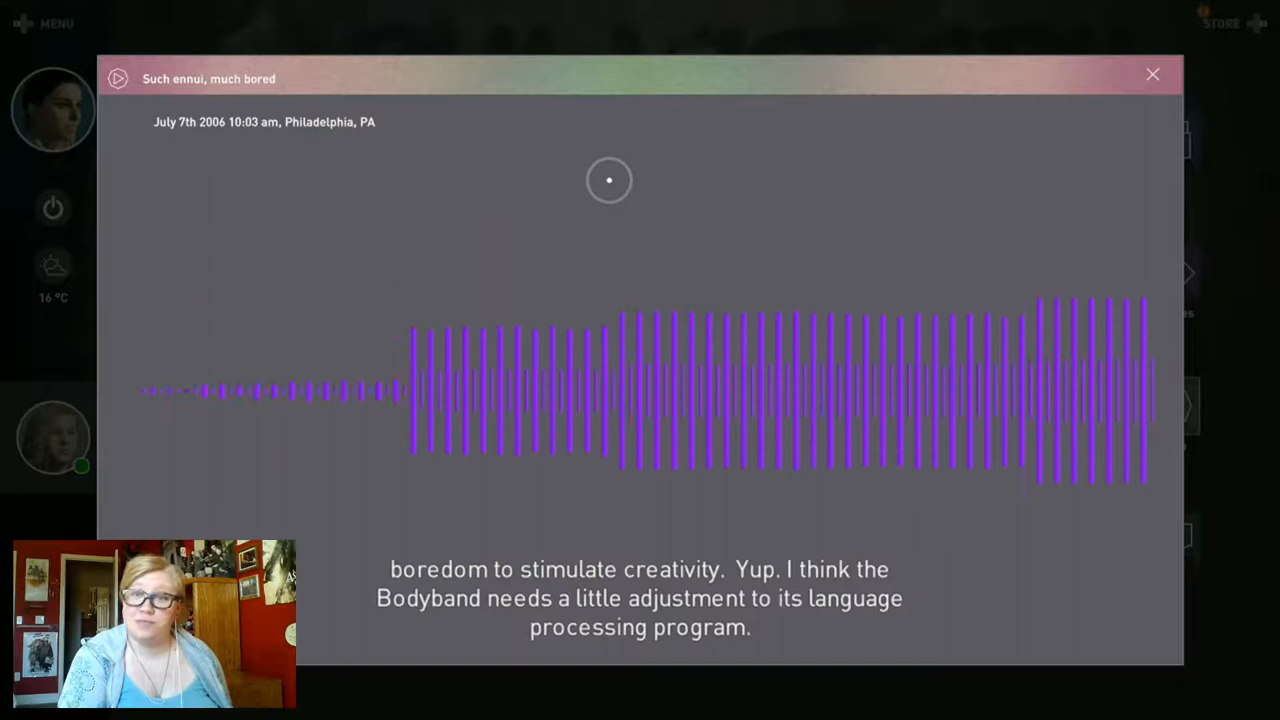 MENU
STORE
Such ennui, much bored
July 7th 2006 10:03 am, Philadelphia, PA
16 °C
es
boredom to stimulate creativity. Yup. I think the
Bodyband needs a little adjustment to its language
processing program.